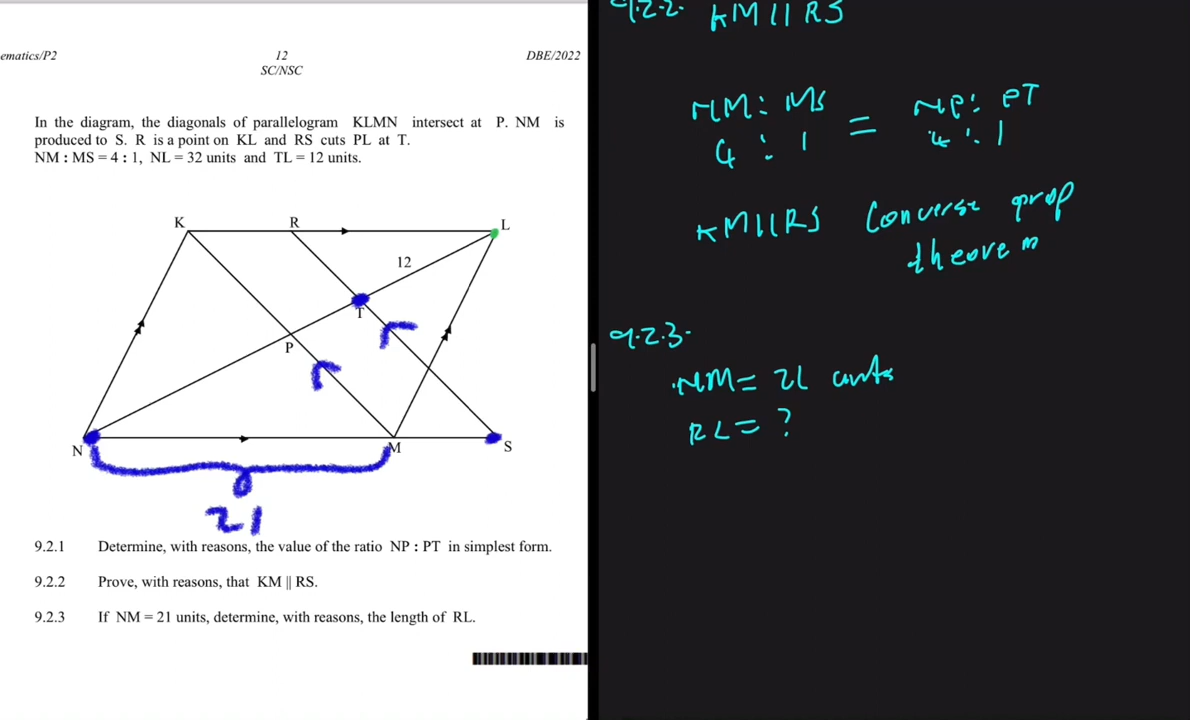 ematics/P2 12 DBE/2022
SC/NSC
In the diagram, the diagonals of parallelogram KLMN intersect at P. NM is
produced to S. R is a point on KL and RS cuts PL at T.
NM : MS = 4 : 1, NL = 32 units and TL = 12 units.
K R L
12
T
P
N M S
21
9.2.1 Determine, with reasons, the value of the ratio NP : PT in simplest form.
9.2.2 Prove, with reasons, that KM || RS.
9.2.3 If NM = 21 units, determine, with reasons, the length of RL.
9.2.2. KM || RS
NM : MS = NP : PT
4 : 1 4 : 1
KM || RS Converse prop
theorem
9.2.3.
NM = 21 units
RL = ?